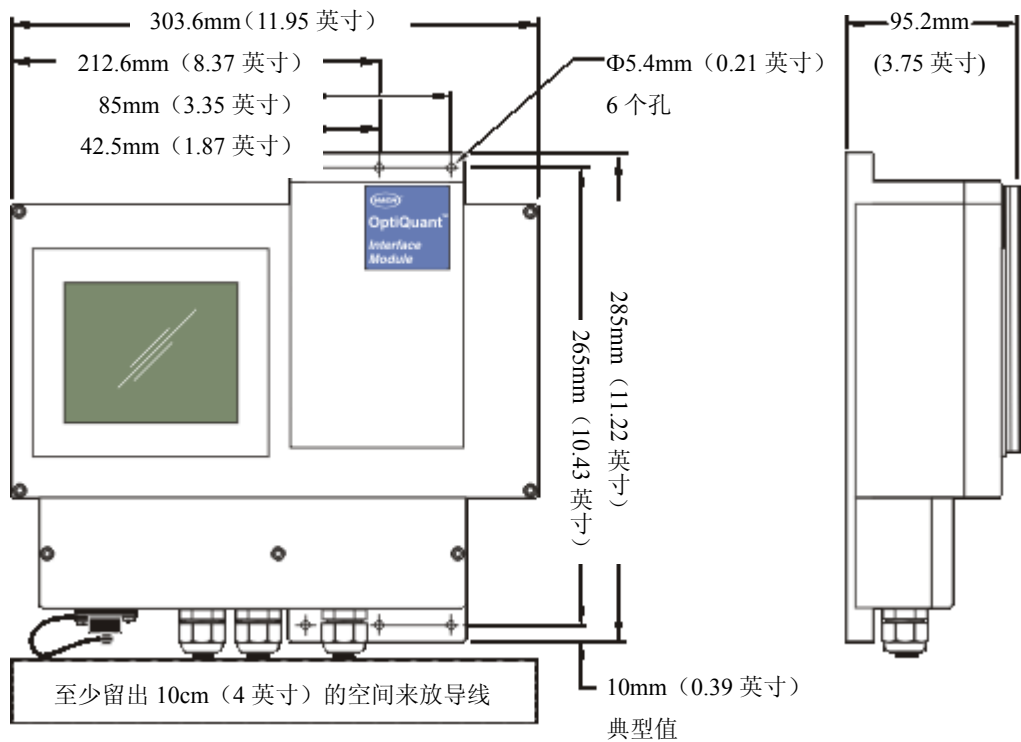 303.6mm（11.95 英寸）
212.6mm（8.37 英寸）
85mm（3.35 英寸）
42.5mm（1.87 英寸）
Φ5.4mm（0.21 英寸）
6 个孔
95.2mm
(3.75 英寸)
HACH
OptiQuant™
Interface
Module
285mm（11.22 英寸）
265mm（10.43 英寸）
至少留出 10cm（4 英寸）的空间来放导线
10mm（0.39 英寸）
典型值